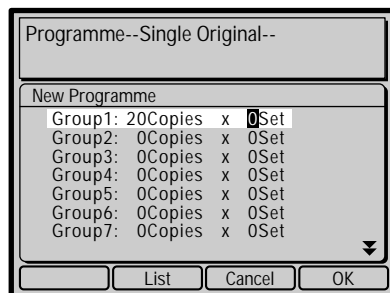 Programme--Single Original--
New Programme
Group1: 20Copies x 0Set
Group2: 0Copies x 0Set
Group3: 0Copies x 0Set
Group4: 0Copies x 0Set
Group5: 0Copies x 0Set
Group6: 0Copies x 0Set
Group7: 0Copies x 0Set
List Cancel OK